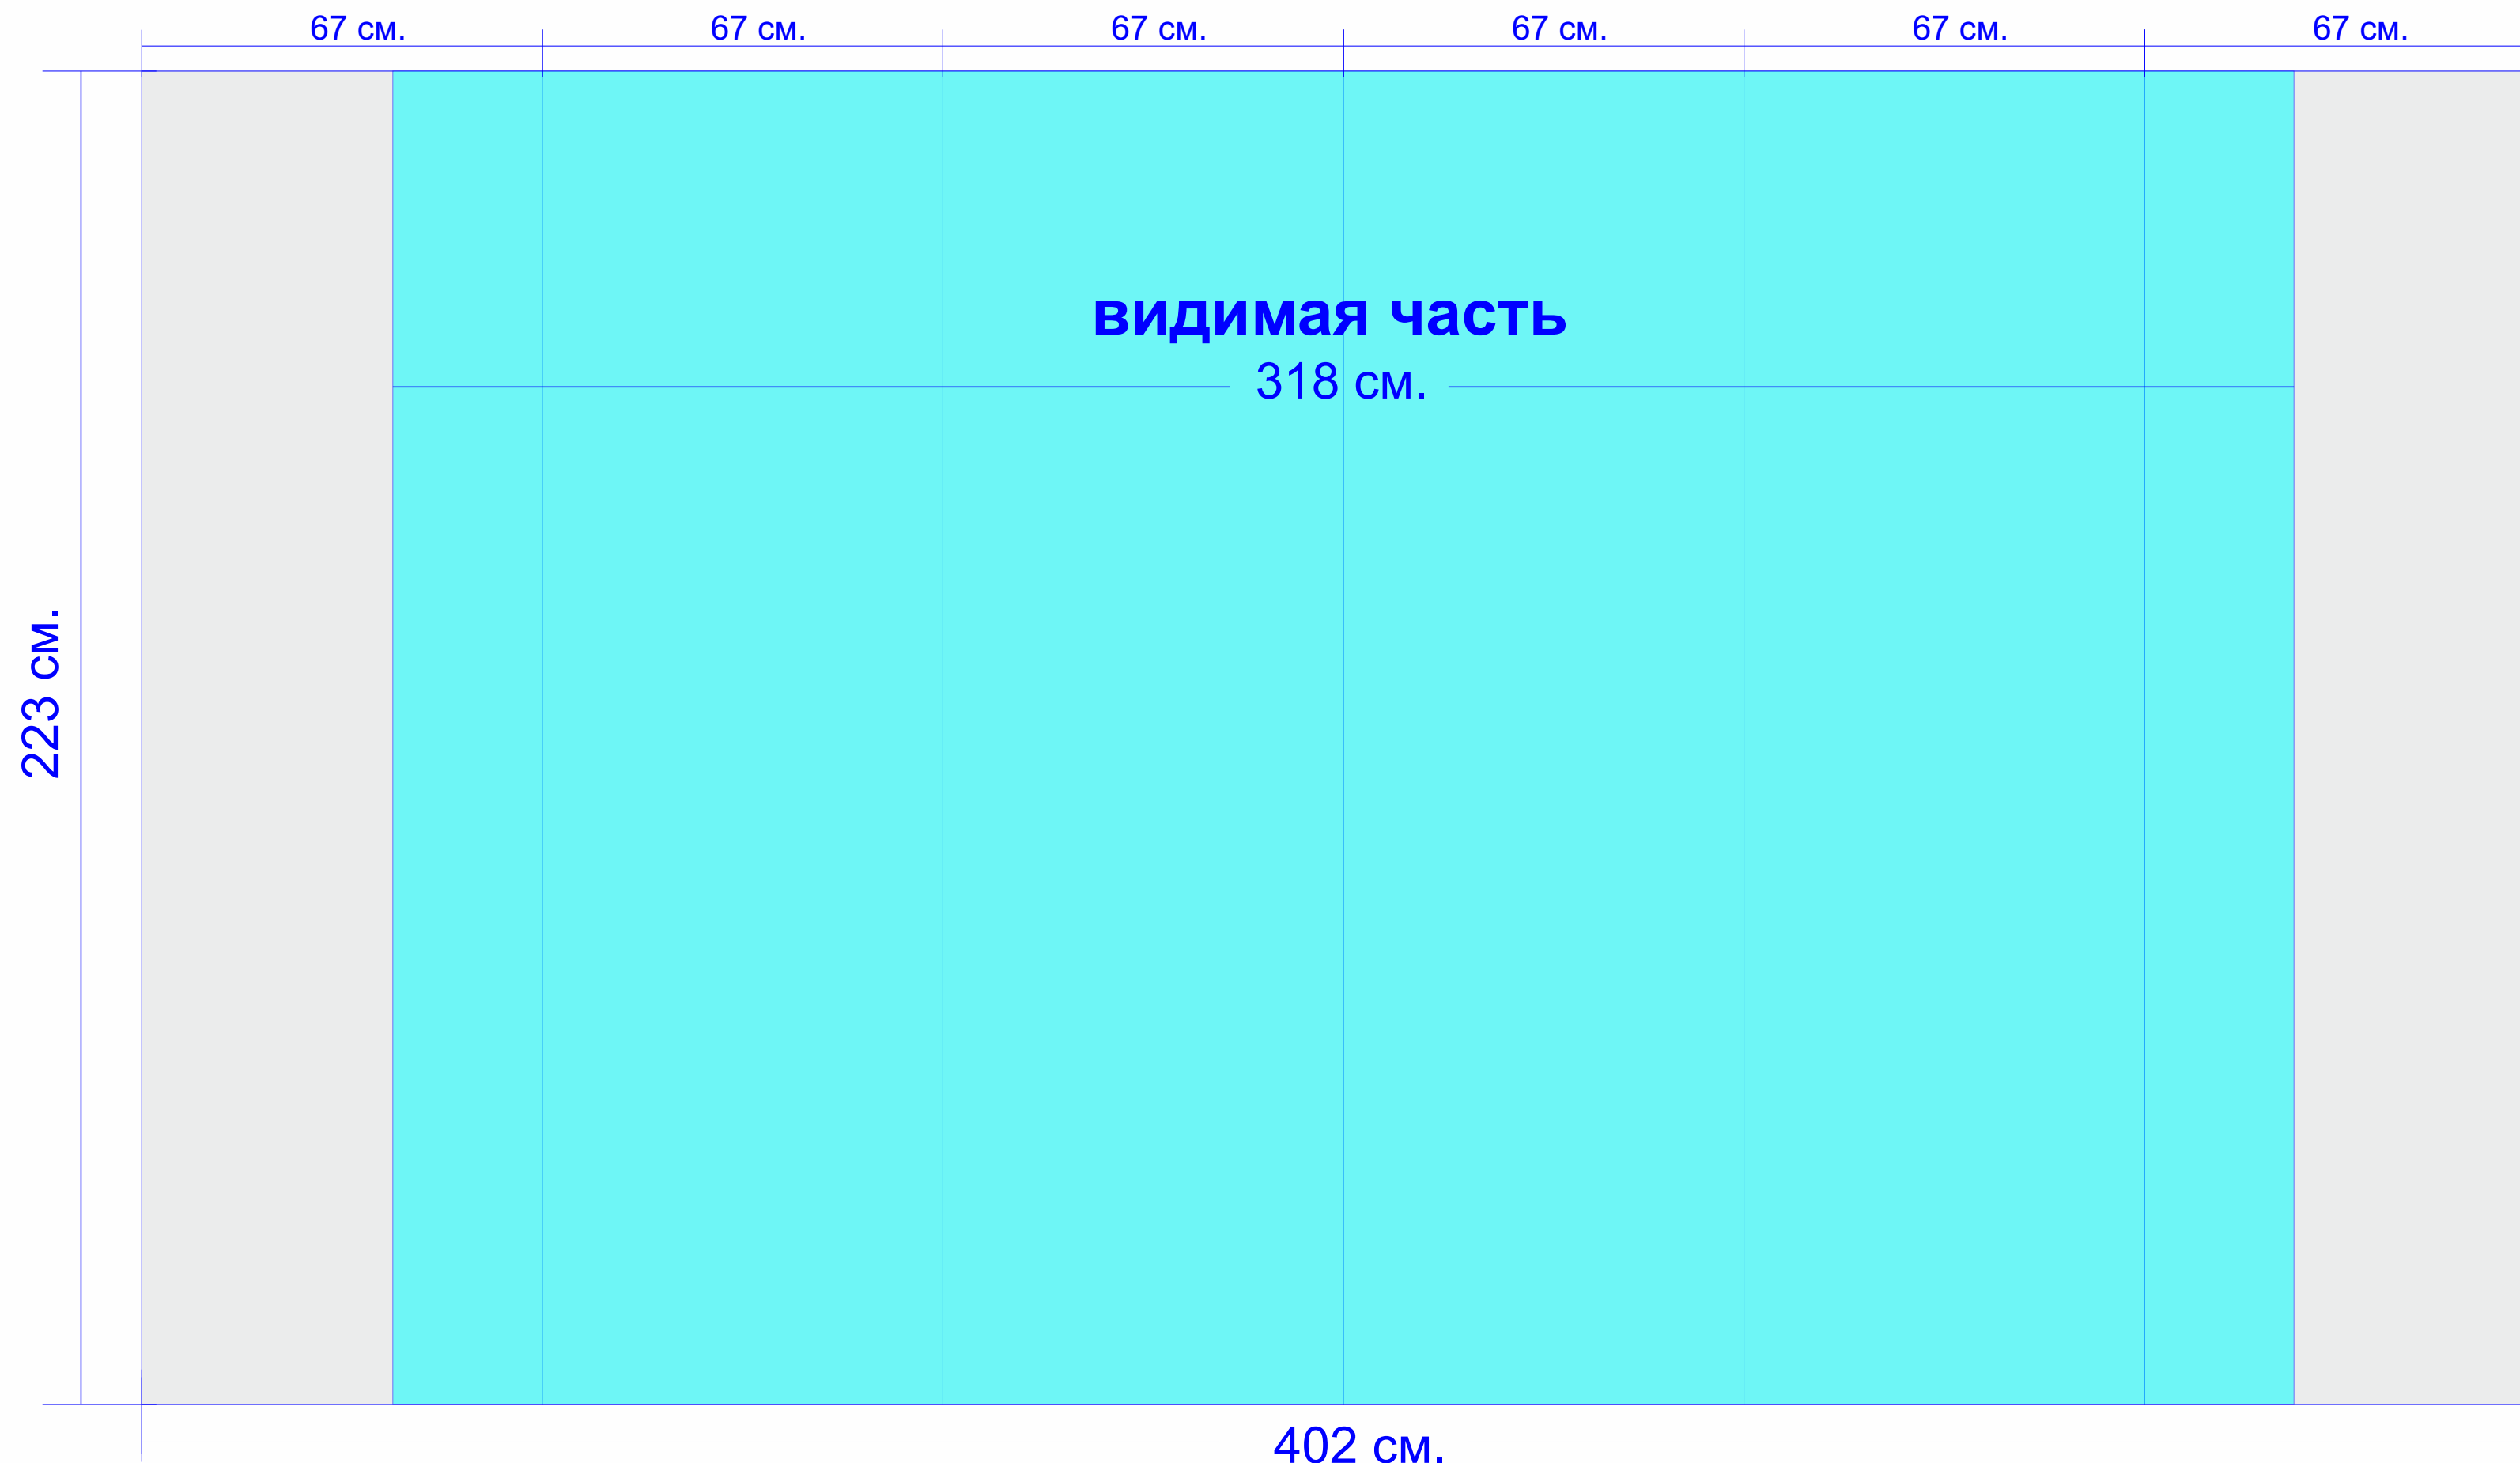 67 см. 67 см. 67 см. 67 см. 67 см. 67 см.
видимая часть
318 см.
223 см.
402 см.